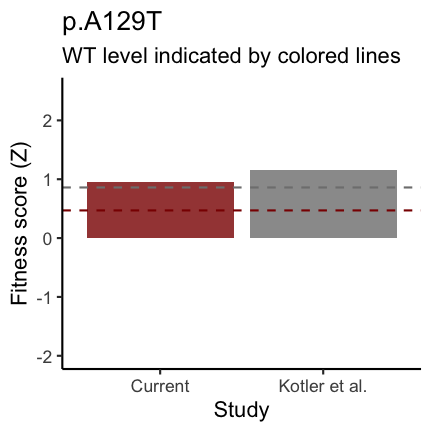 p.A129T
WT level indicated by colored lines
Fitness score (Z)
2
1
0
-1
-2
Current
Kotler et al.
Study